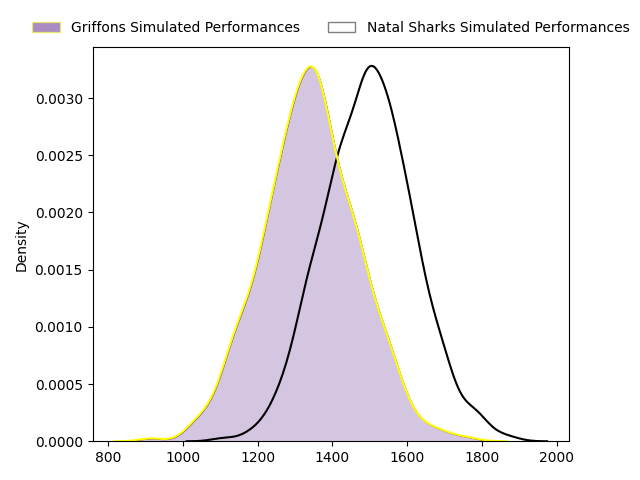 Griffons Simulated Performances
Natal Sharks Simulated Performances
Density
0.0030
0.0025
0.0020
0.0015
0.0010
0.0005
0.0000
800 1000 1200 1400 1600 1800 2000